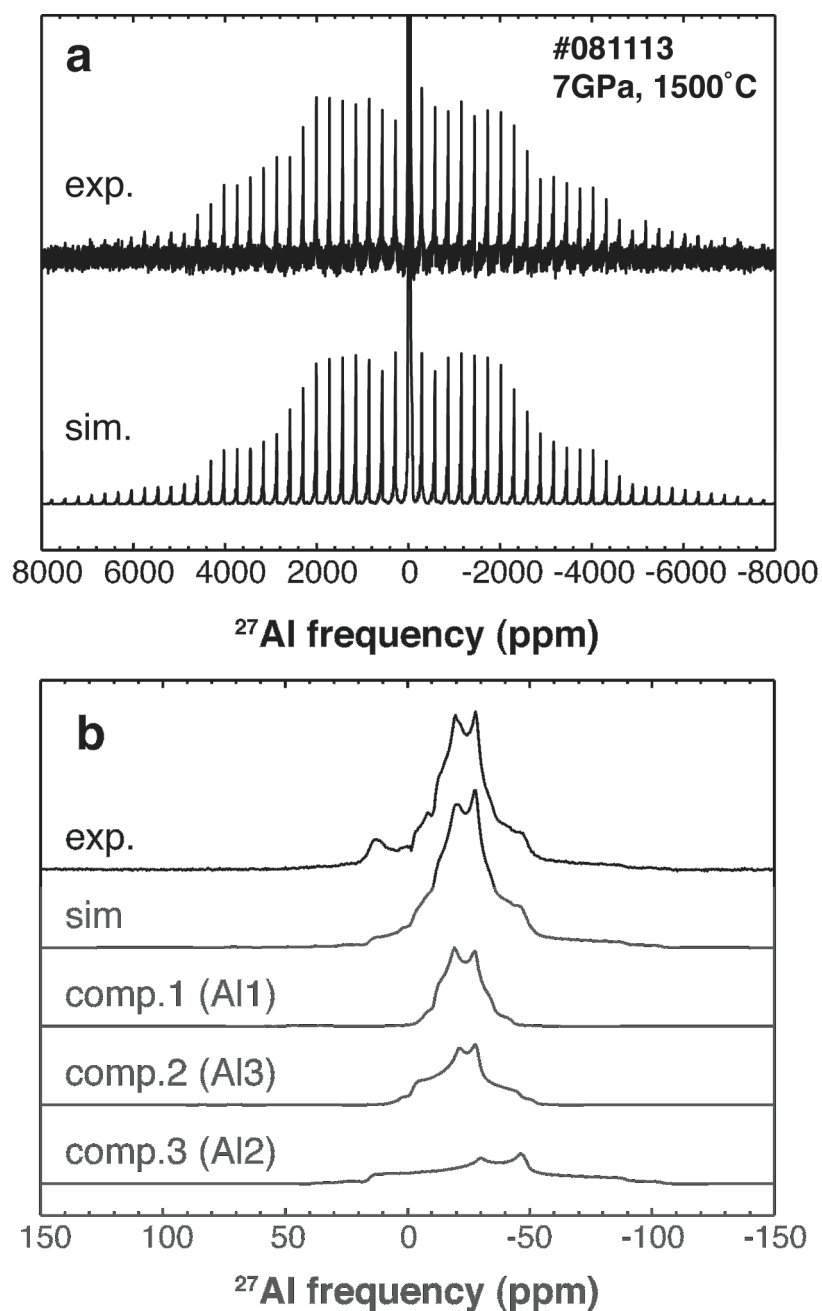 a
#081113
7GPa, 1500˚C
exp.
sim.
8000 6000 4000 2000 0 -2000 -4000 -6000 -8000
²⁷Al frequency (ppm)
b
exp.
sim
comp.1 (Al1)
comp.2 (Al3)
comp.3 (Al2)
150 100 50 0 -50 -100 -150
²⁷Al frequency (ppm)